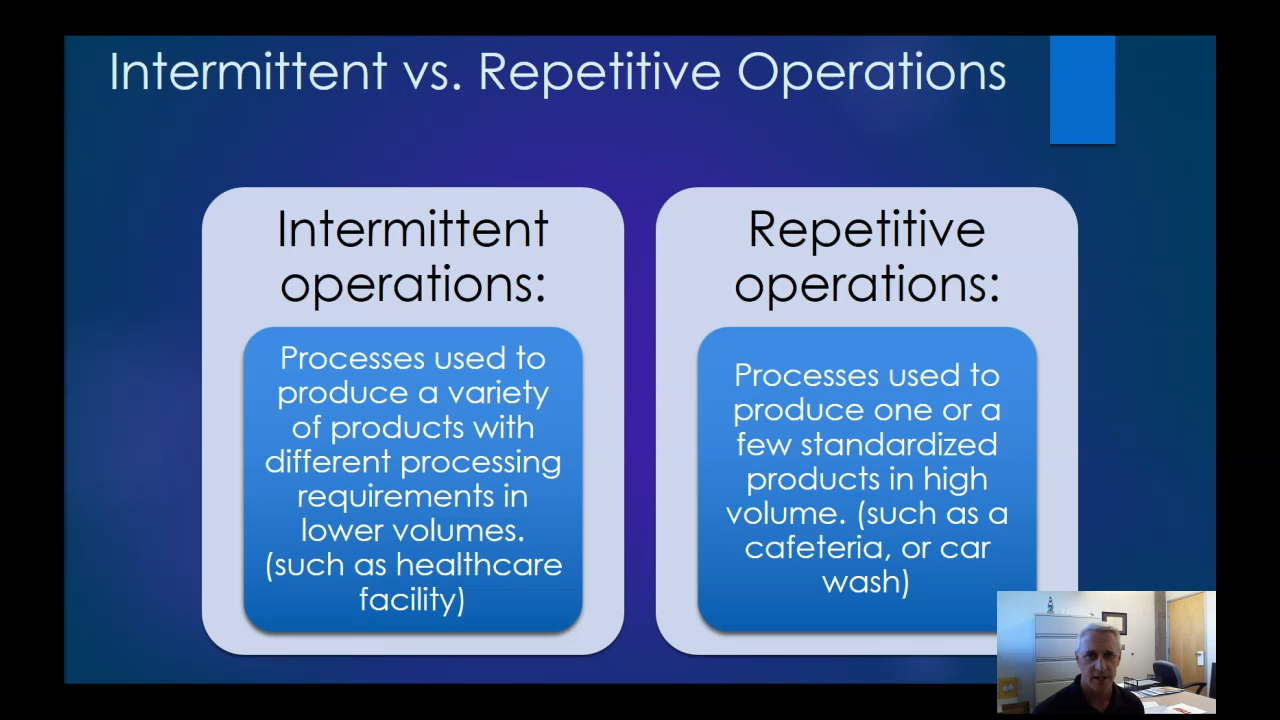 Intermittent vs. Repetitive Operations
Intermittent
operations:
Processes used to
produce a variety
of products with
different processing
requirements in
lower volumes.
(such as healthcare
facility)
Repetitive
operations:
Processes used to
produce one or a
few standardized
products in high
volume. (such as a
cafeteria, or car
wash)